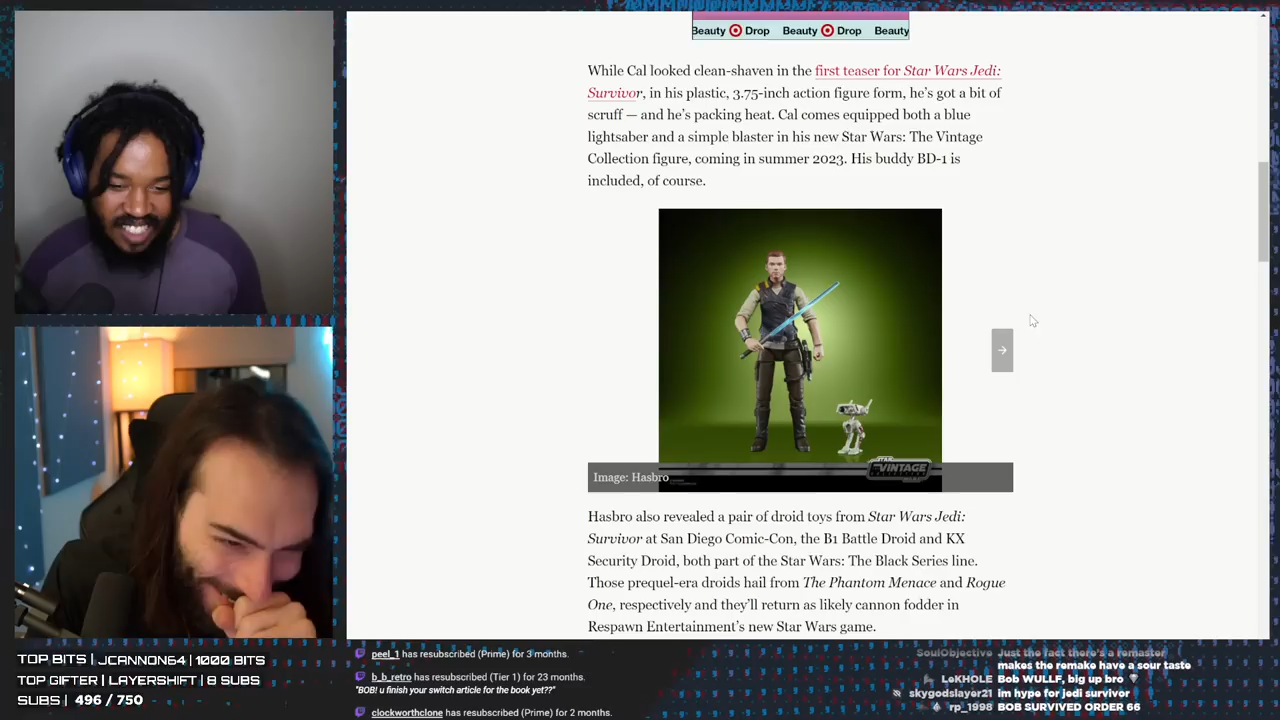 Beauty Drop Beauty Drop Beauty
While Cal looked clean-shaven in the first teaser for Star Wars Jedi:
Survivor, in his plastic, 3.75-inch action figure form, he's got a bit of
scruff — and he's packing heat. Cal comes equipped both a blue
lightsaber and a simple blaster in his new Star Wars: The Vintage
Collection figure, coming in summer 2023. His buddy BD-1 is
included, of course.
STAR WARS
VINTAGE
Image: Hasbro
Hasbro also revealed a pair of droid toys from Star Wars Jedi:
Survivor at San Diego Comic-Con, the B1 Battle Droid and KX
Security Droid, both part of the Star Wars: The Black Series line.
Those prequel-era droids hail from The Phantom Menace and Rogue
One, respectively and they'll return as likely cannon fodder in
Respawn Entertainment's new Star Wars game.
TOP BITS | JCANNON64 | 1000 BITS
TOP GIFTER | LAYERSHIFT | 8 SUBS
SUBS | 496 / 750
peel_1 has resubscribed (Prime) for 3 months.
b_b_retro has resubscribed (Tier 1) for 23 months.
"BOB! u finish your switch article for the book yet??"
clockworthclone has resubscribed (Prime) for 2 months.
SoulObjective Just the fact there's a remaster
makes the remake have a sour taste
LeKHOLE Bob WULLF, big up bro
skygodslayer21 im hype for jedi survivor
rp_1998 BOB SURVIVED ORDER 66